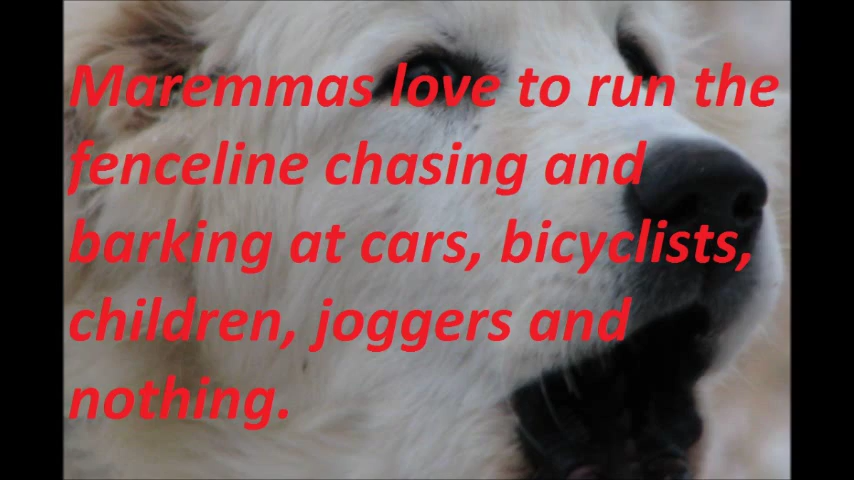 Maremmas love to run the
fenceline chasing and
barking at cars, bicyclists,
children, joggers and
nothing.